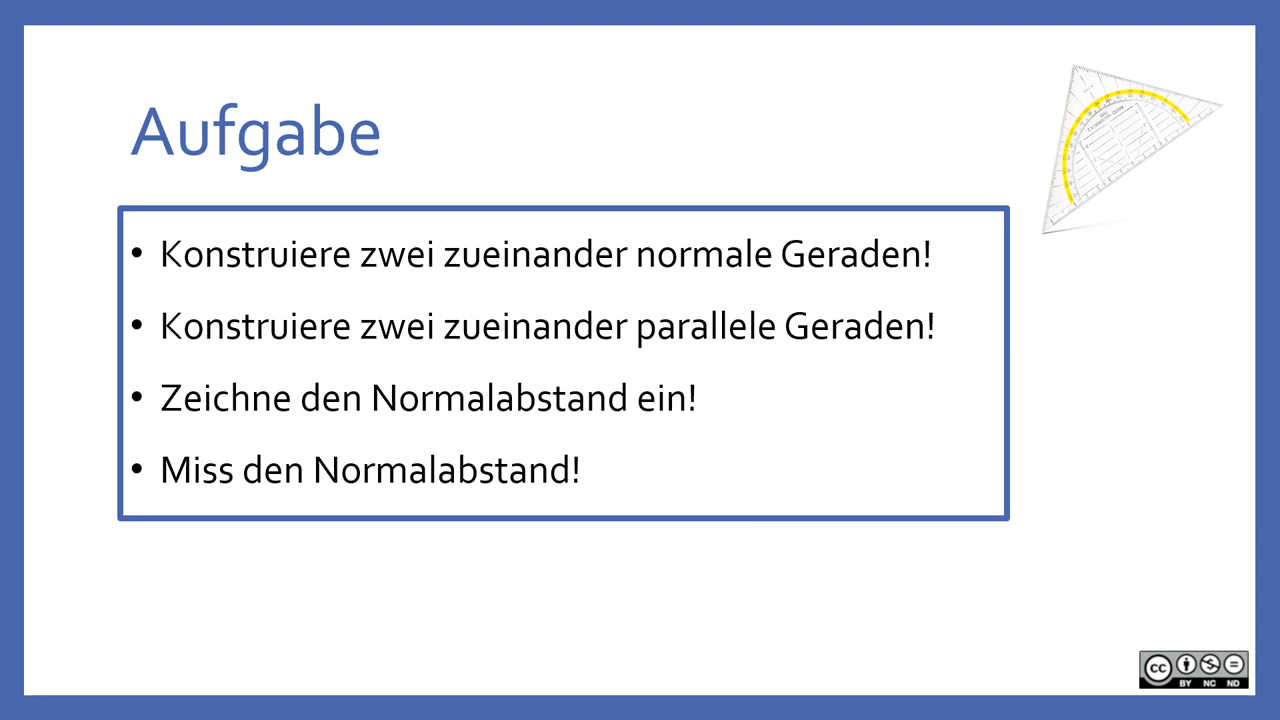 Aufgabe
• Konstruiere zwei zueinander normale Geraden!
• Konstruiere zwei zueinander parallele Geraden!
• Zeichne den Normalabstand ein!
• Miss den Normalabstand!
cc
BY NC ND